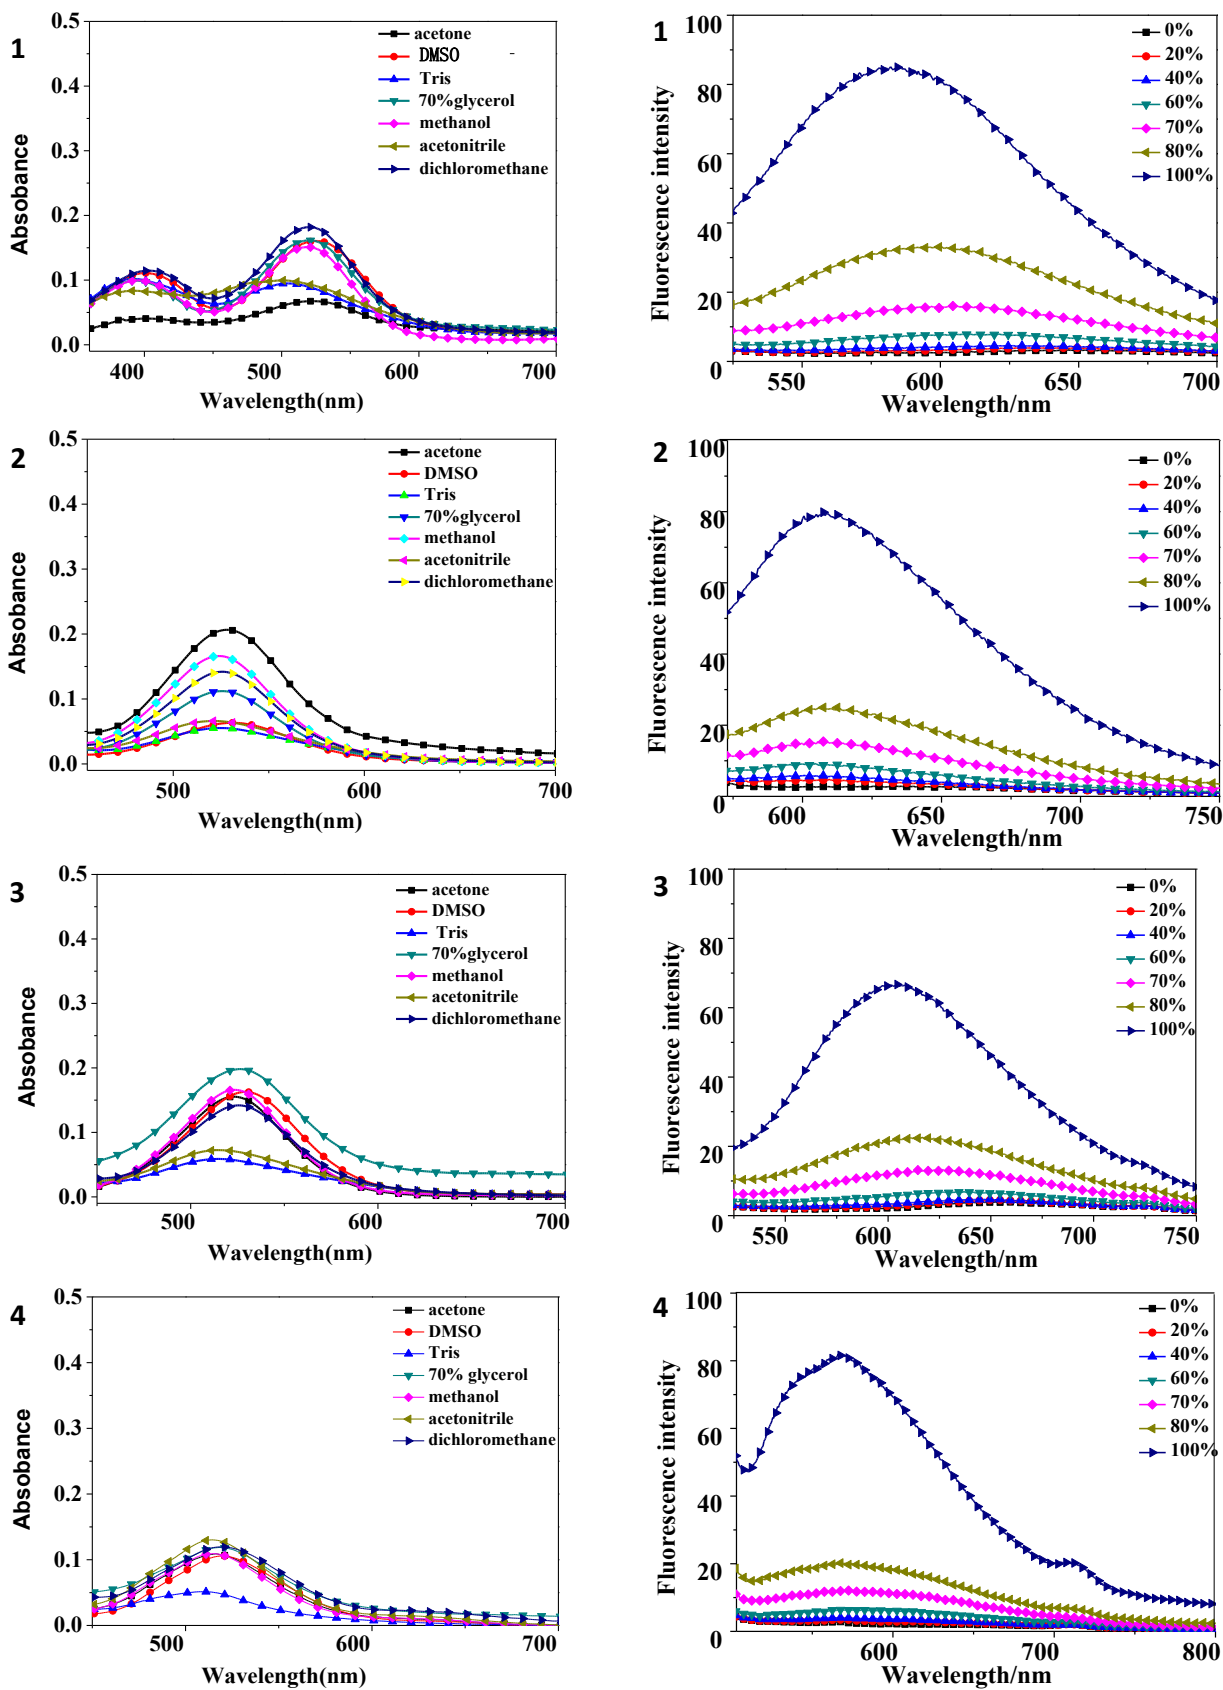 1
Absobance
0.5
0.4
0.3
0.2
0.1
0.0
400
500
600
700
Wavelength(nm)
acetone
DMSO
Tris
70%glycerol
methanol
acetonitrile
dichloromethane
1
Fluorescence intensity
100
80
60
40
20
0
550
600
650
700
Wavelength/nm
0%
20%
40%
60%
70%
80%
100%
2
Absobance
0.5
0.4
0.3
0.2
0.1
0.0
500
600
700
Wavelength(nm)
acetone
DMSO
Tris
70%glycerol
methanol
acetonitrile
dichloromethane
2
Fluorescence intensity
100
80
60
40
20
0
600
650
700
750
Wavelength/nm
0%
20%
40%
60%
70%
80%
100%
3
Absobance
0.5
0.4
0.3
0.2
0.1
0.0
500
600
700
Wavelength(nm)
acetone
DMSO
Tris
70%glycerol
methanol
acetonitrile
dichloromethane
3
Fluorescence intensity
100
80
60
40
20
0
550
600
650
700
750
Wavelength/nm
0%
20%
40%
60%
70%
80%
100%
4
Absobance
0.5
0.4
0.3
0.2
0.1
0.0
500
600
700
Wavelength(nm)
acetone
DMSO
Tris
70% glycerol
methanol
acetonitrile
dichloromethane
4
Fluorescence intensity
100
80
60
40
20
0
600
700
800
Wavelength/nm
0%
20%
40%
60%
70%
80%
100%